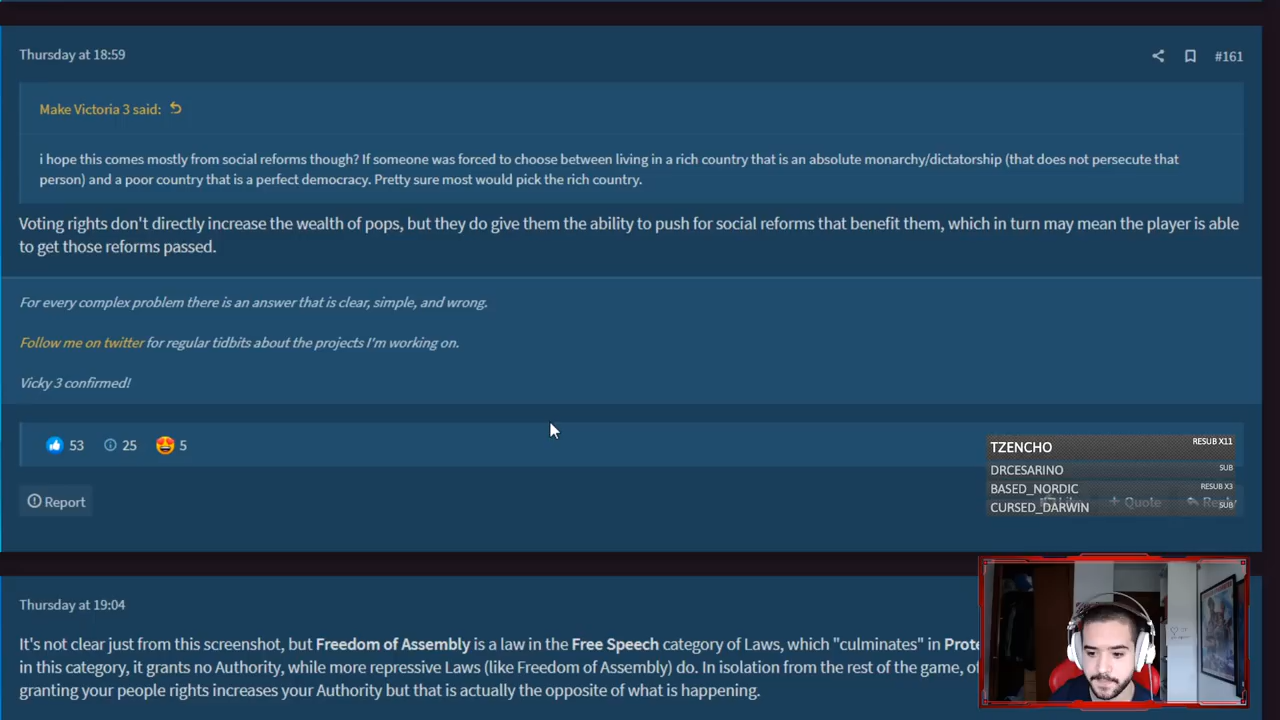 Thursday at 18:59
#161
Make Victoria 3 said:
i hope this comes mostly from social reforms though? If someone was forced to choose between living in a rich country that is an absolute monarchy/dictatorship (that does not persecute that
person) and a poor country that is a perfect democracy. Pretty sure most would pick the rich country.
Voting rights don't directly increase the wealth of pops, but they do give them the ability to push for social reforms that benefit them, which in turn may mean the player is able
to get those reforms passed.
For every complex problem there is an answer that is clear, simple, and wrong.
Follow me on twitter for regular tidbits about the projects I'm working on.
Vicky 3 confirmed!
53 25 5
TZENCHO RESUB X11
DRCESARINO SUB
BASED_NORDIC RESUB X3
CURSED_DARWIN SUB
Report
+ Quote
Thursday at 19:04
It's not clear just from this screenshot, but Freedom of Assembly is a law in the Free Speech category of Laws, which "culminates" in
in this category, it grants no Authority, while more repressive Laws (like Freedom of Assembly) do. In isolation from the rest of the game,
granting your people rights increases your Authority but that is actually the opposite of what is happening.